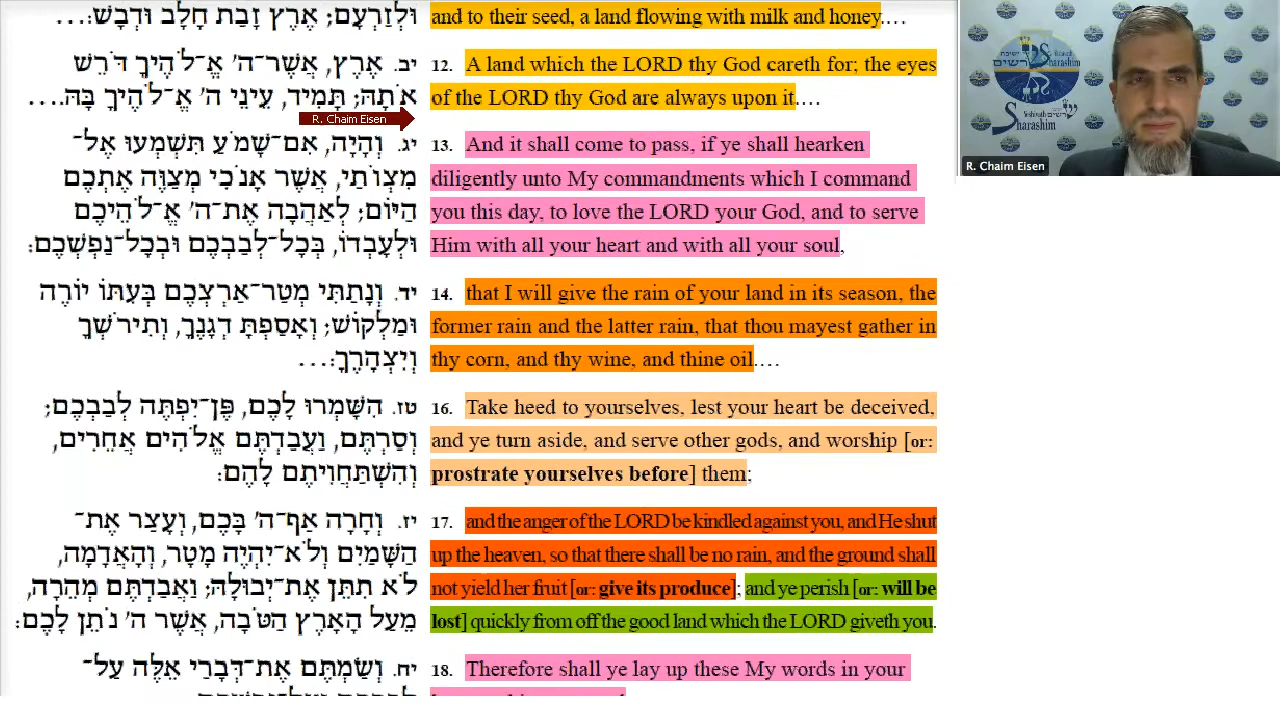 וּלְזַרְעָם; אֶרֶץ זָבַת חָלָב וּדְבָשׁ:…
and to their seed, a land flowing with milk and honey.…
יב. אֶרֶץ, אֲשֶׁר־ה׳ אֱ־לֹהֶיךָ דֹּרֵשׁ
אֹתָהּ; תָּמִיד, עֵינֵי ה׳ אֱ־לֹהֶיךָ בָּהּ….
12. A land which the LORD thy God careth for; the eyes
of the LORD thy God are always upon it.…
R. Chaim Eisen
יג. וְהָיָה, אִם־שָׁמֹעַ תִּשְׁמְעוּ אֶל־
מִצְוֹתַי, אֲשֶׁר אָנֹכִי מְצַוֶּה אֶתְכֶם
הַיּוֹם; לְאַהֲבָה אֶת־ה׳ אֱ־לֹהֵיכֶם
וּלְעָבְדוֹ, בְּכָל־לְבַבְכֶם וּבְכָל־נַפְשְׁכֶם:
13. And it shall come to pass, if ye shall hearken
diligently unto My commandments which I command
you this day, to love the LORD your God, and to serve
Him with all your heart and with all your soul,
יד. וְנָתַתִּי מְטַר־אַרְצְכֶם בְּעִתּוֹ יוֹרֶה
וּמַלְקוֹשׁ; וְאָסַפְתָּ דְגָנֶךָ, וְתִירֹשְׁךָ
וְיִצְהָרֶךָ:…
14. that I will give the rain of your land in its season, the
former rain and the latter rain, that thou mayest gather in
thy corn, and thy wine, and thine oil.…
טז. הִשָּׁמְרוּ לָכֶם, פֶּן־יִפְתֶּה לְבַבְכֶם;
וְסַרְתֶּם, וַעֲבַדְתֶּם אֱלֹהִים אֲחֵרִים,
וְהִשְׁתַּחֲוִיתֶם לָהֶם:
16. Take heed to yourselves, lest your heart be deceived,
and ye turn aside, and serve other gods, and worship [or:
prostrate yourselves before] them;
יז. וְחָרָה אַף־ה׳ בָּכֶם, וְעָצַר אֶת־
הַשָּׁמַיִם וְלֹא־יִהְיֶה מָטָר, וְהָאֲדָמָה,
לֹא תִתֵּן אֶת־יְבוּלָהּ; וַאֲבַדְתֶּם מְהֵרָה,
מֵעַל הָאָרֶץ הַטֹּבָה, אֲשֶׁר ה׳ נֹתֵן לָכֶם:
17. and the anger of the LORD be kindled against you, and He shut
up the heaven, so that there shall be no rain, and the ground shall
not yield her fruit [or: give its produce]; and ye perish [or: will be
lost] quickly from off the good land which the LORD giveth you.
יח. וְשַׂמְתֶּם אֶת־דְּבָרַי אֵלֶּה עַל־
18. Therefore shall ye lay up these My words in your
Yeshivath
Sharashim
Yeshivath
Sharashim
R. Chaim Eisen